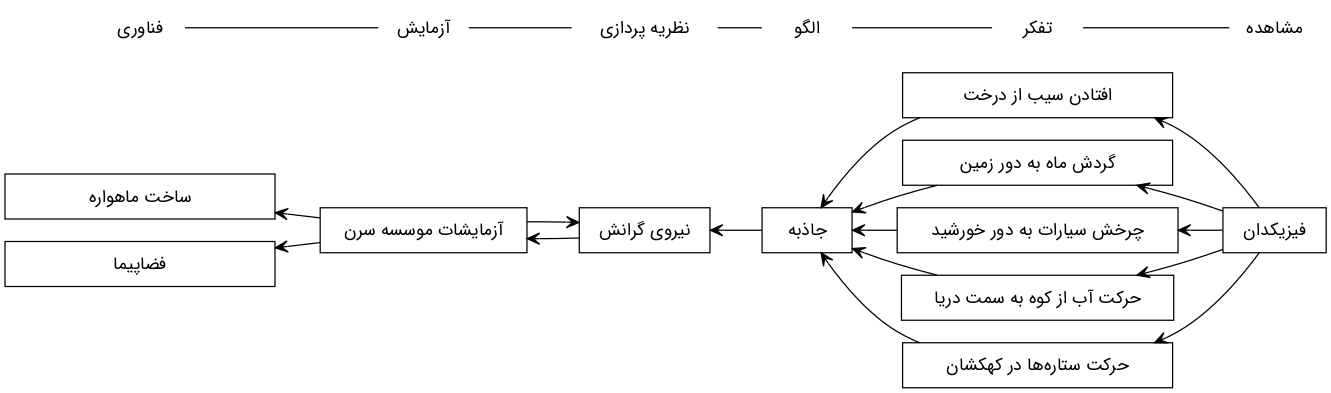 مشاهده
تفکر
الگو
نظریه پردازی
آزمایش
فناوری
افتادن سیب از درخت
گردش ماه به دور زمین
ساخت ماهواره
فیزیکدان
چرخش سیارات به دور خورشید
جاذبه
نیروی گرانش
آزمایشات موسسه سرن
فضاپیما
حرکت آب از کوه به سمت دریا
حرکت ستاره‌ها در کهکشان